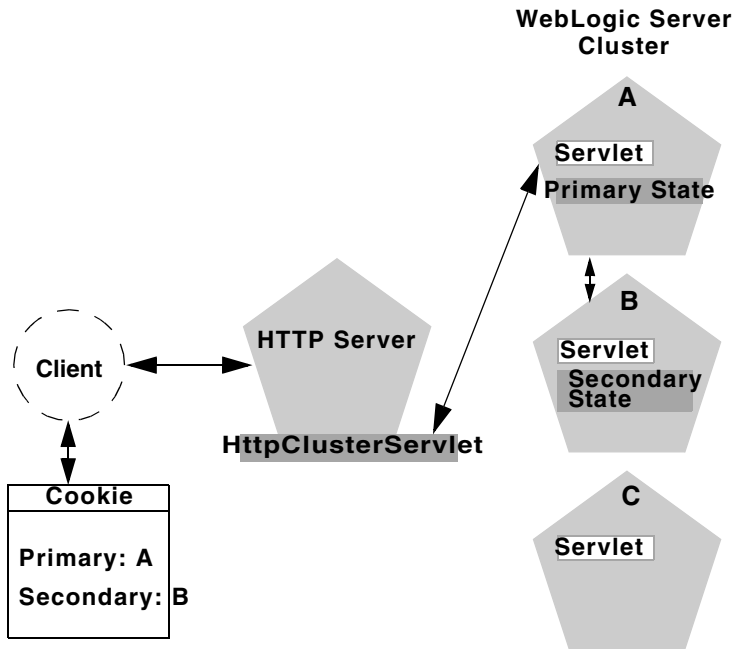 WebLogic Server
Cluster
A
Servlet
Primary State
B
Servlet
Secondary
State
C
Servlet
HTTP Server
HttpClusterServlet
Client
Cookie
Primary: A
Secondary: B